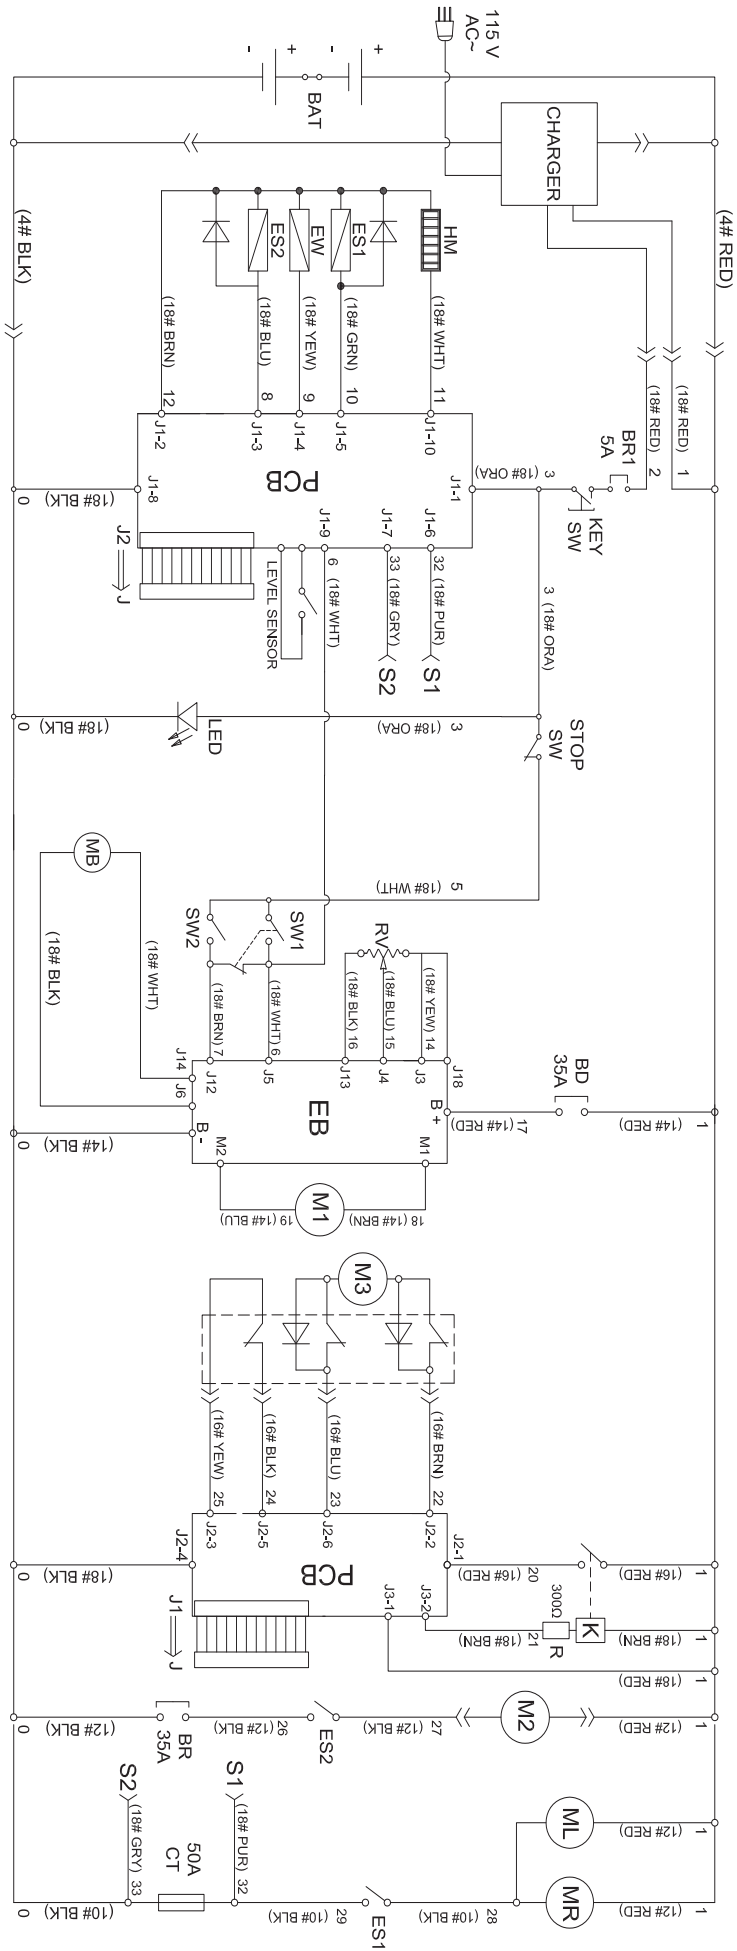 115 V
AC~
-
+
-
+
BAT
CHARGER
(4# BLK)
(4# RED)
HM
ES1
EW
ES2
(18# BRN)
12
(18# BLU)
8
(18# YEW)
9
(18# GRN)
10
(18# WHT)
11
(18# RED)
2
(18# RED)
1
BR1
5A
KEY
SW
3
(18# ORA)
J1-2
J1-3
J1-4
J1-5
J1-10
J1-1
J1-8
PCB
J1-9
J1-7
J1-6
0
(18# BLK)
J2
J
LEVEL SENSOR
6
(18# WHT)
33
(18# GRY)
S2
32
(18# PUR)
S1
3
(18# ORA)
0
(18# BLK)
LED
(18# ORA)
3
STOP
SW
MB
(18# WHT)
(18# BLK)
(18# WHT)
5
SW2
SW1
RV
(18# BRN) 7
(18# WHT) 6
(18# BLK) 16
(18# BLU) 15
(18# YEW) 14
J14
J6
J12
J5
J13
J4
J3
J18
B +
EB
B -
M2
M1
BD
35A
(14# RED)
17
(14# RED)
1
0
(14# BLK)
M1
19 (14# BLU)
18 (14# BRN)
M3
(16# YEW)
25
(16# BLK)
24
(16# BLU)
23
(16# BRN)
22
J2-3
J2-5
J2-6
J2-2
J2-1
J2-4
PCB
J3-1
J3-2
0
(18# BLK)
J1
J
(16# RED)
20
(16# RED)
1
300Ω
R
K
(18# BRN)
21
(18# BRN)
1
(18# RED)
1
0
(12# BLK)
BR
35A
(12# BLK)
26
ES2
(12# BLK)
27
M2
(12# RED)
1
S2
(18# GRY) 33
S1
(18# PUR) 32
50A
CT
0
(10# BLK)
(10# BLK)
29
ES1
(10# BLK)
28
ML
(12# RED)
1
MR
(12# RED)
1